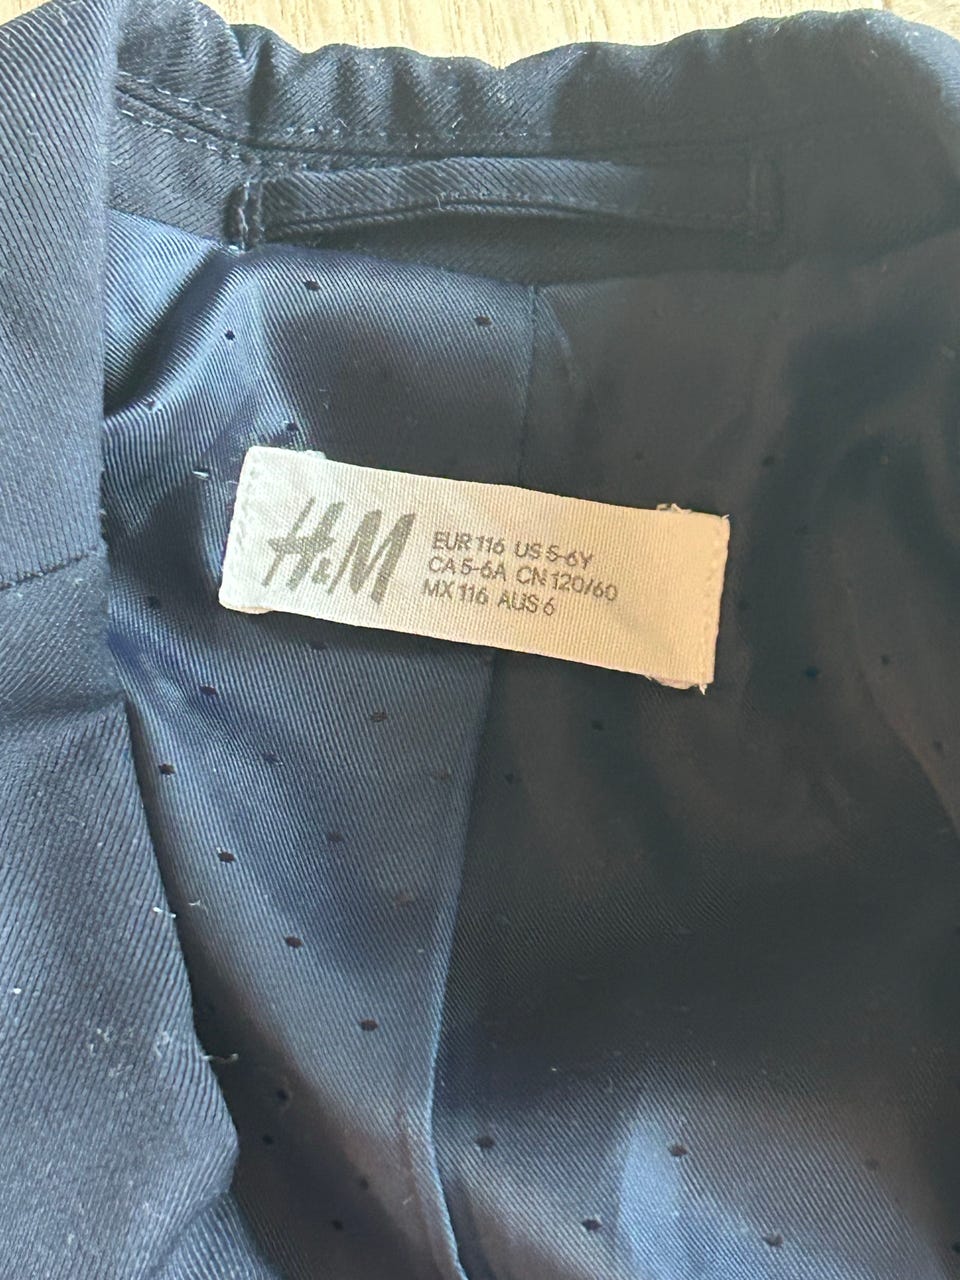 H&M
EUR 116 US 5-6Y
CA 5-6A CN 120/60
MX 116 AUS 6